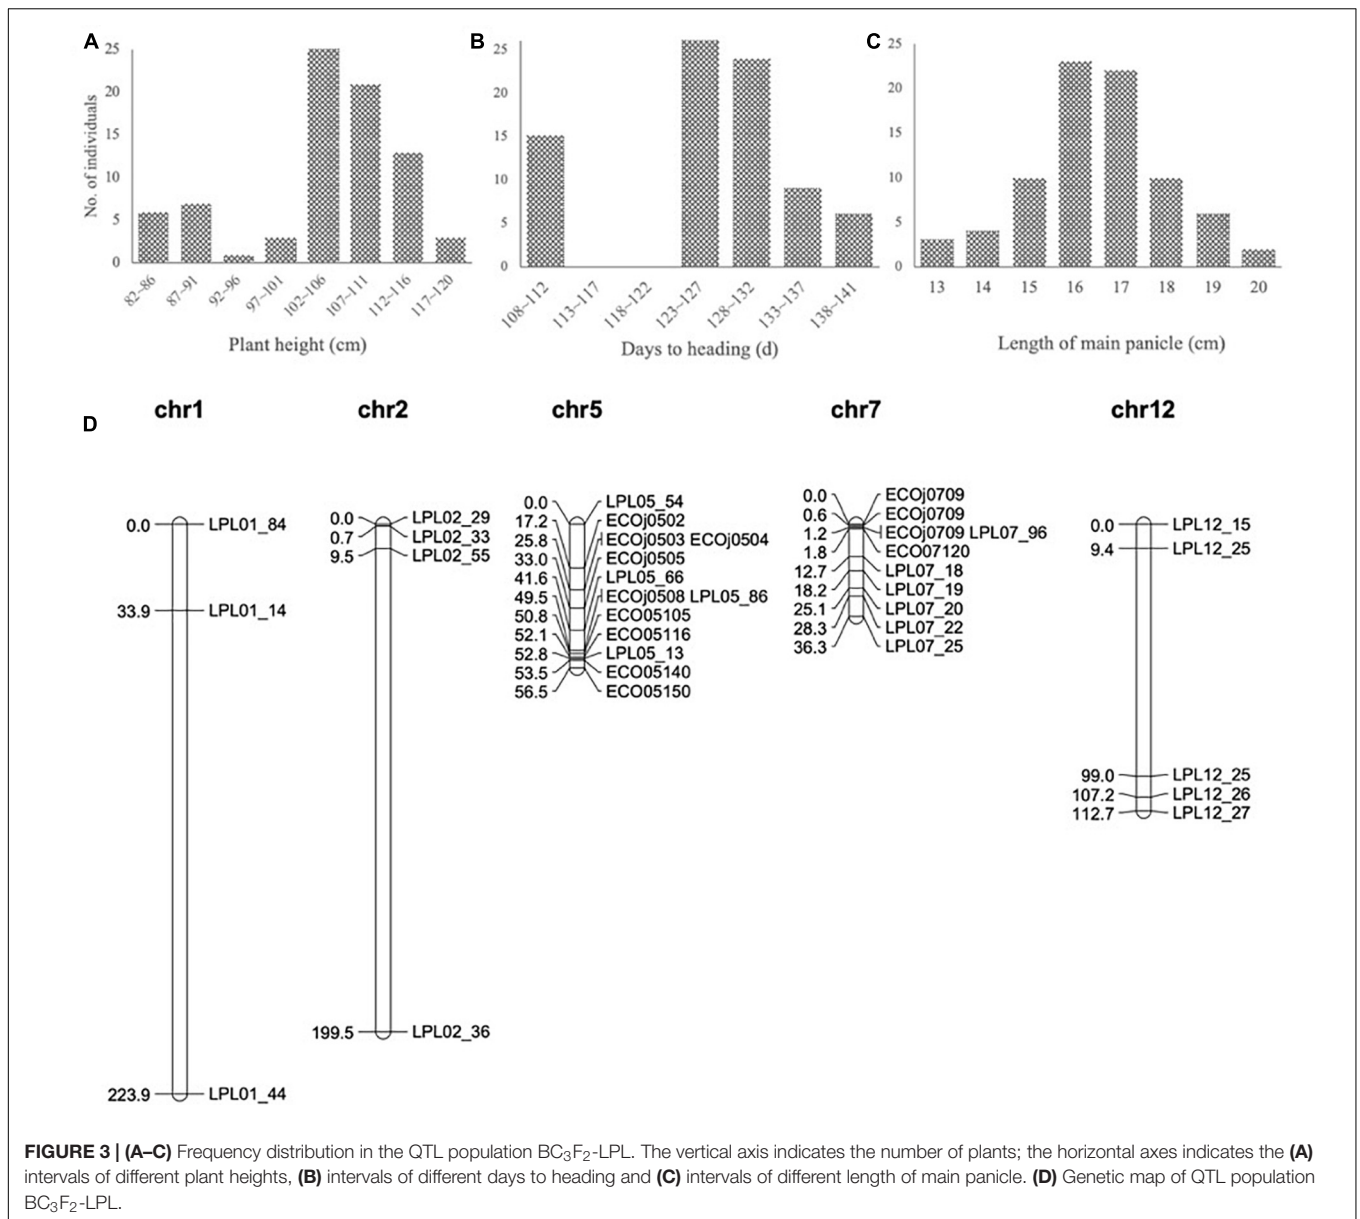 A
B
C
No. of individuals
25
20
15
10
5
0
82~86
87~91
92~96
97~101
102~106
107~111
112~116
117~120
Plant height (cm)
25
20
15
10
5
0
108~112
113~117
118~122
123~127
128~132
133~137
138~141
Days to heading (d)
25
20
15
10
5
0
13 14 15 16 17 18 19 20
Length of main panicle (cm)
D
chr1
0.0 LPL01_84
33.9 LPL01_14
223.9 LPL01_44
chr2
0.0 LPL02_29
0.7 LPL02_33
9.5 LPL02_55
199.5 LPL02_36
chr5
0.0 LPL05_54
17.2 ECOj0502
25.8 ECOj0503 ECOj0504
33.0 ECOj0505
41.6 LPL05_66
49.5 ECOj0508 LPL05_86
50.8 ECO05105
52.1 ECO05116
52.8 LPL05_13
53.5 ECO05140
56.5 ECO05150
chr7
0.0 ECOj0709
0.6 ECOj0709
1.2 ECOj0709 LPL07_96
1.8 ECO07120
12.7 LPL07_18
18.2 LPL07_19
25.1 LPL07_20
28.3 LPL07_22
36.3 LPL07_25
chr12
0.0 LPL12_15
9.4 LPL12_25
99.0 LPL12_25
107.2 LPL12_26
112.7 LPL12_27
FIGURE 3 | (A–C) Frequency distribution in the QTL population BC₃F₂-LPL. The vertical axis indicates the number of plants; the horizontal axes indicates the (A)
intervals of different plant heights, (B) intervals of different days to heading and (C) intervals of different length of main panicle. (D) Genetic map of QTL population
BC₃F₂-LPL.